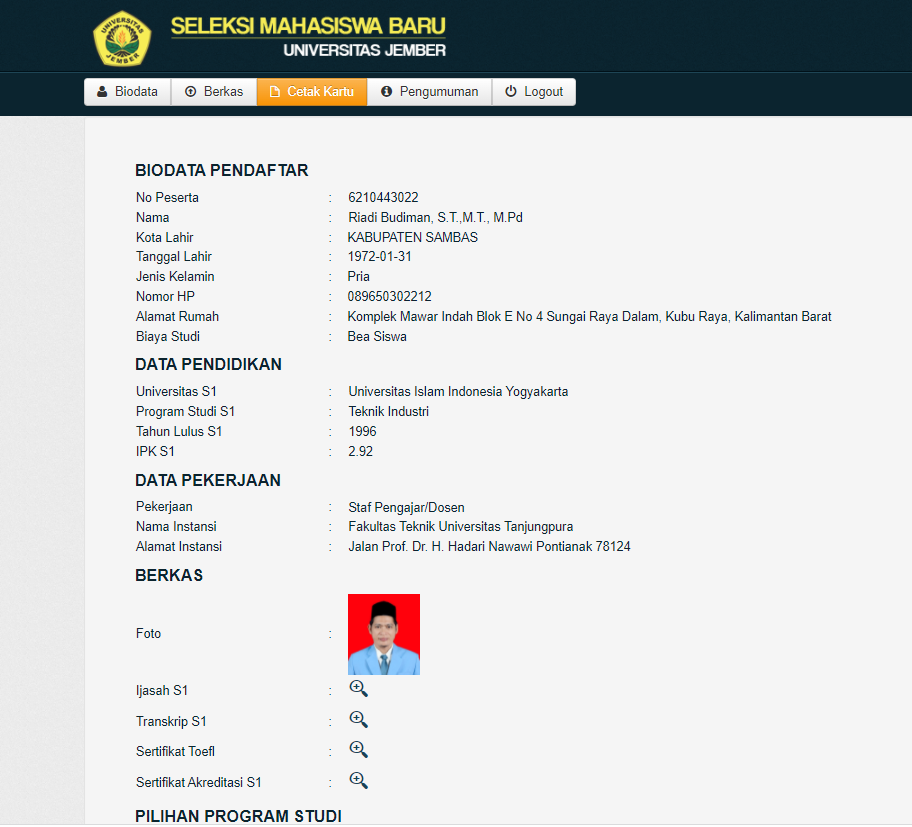 UNIVERSITAS
JEMBER
SELEKSI MAHASISWA BARU
UNIVERSITAS JEMBER
Biodata Berkas Cetak Kartu Pengumuman Logout
BIODATA PENDAFTAR
No Peserta : 6210443022
Nama : Riadi Budiman, S.T.,M.T., M.Pd
Kota Lahir : KABUPATEN SAMBAS
Tanggal Lahir : 1972-01-31
Jenis Kelamin : Pria
Nomor HP : 089650302212
Alamat Rumah : Komplek Mawar Indah Blok E No 4 Sungai Raya Dalam, Kubu Raya, Kalimantan Barat
Biaya Studi : Bea Siswa
DATA PENDIDIKAN
Universitas S1 : Universitas Islam Indonesia Yogyakarta
Program Studi S1 : Teknik Industri
Tahun Lulus S1 : 1996
IPK S1 : 2.92
DATA PEKERJAAN
Pekerjaan : Staf Pengajar/Dosen
Nama Instansi : Fakultas Teknik Universitas Tanjungpura
Alamat Instansi : Jalan Prof. Dr. H. Hadari Nawawi Pontianak 78124
BERKAS
Foto :
Ijasah S1 :
Transkrip S1 :
Sertifikat Toefl :
Sertifikat Akreditasi S1 :
PILIHAN PROGRAM STUDI